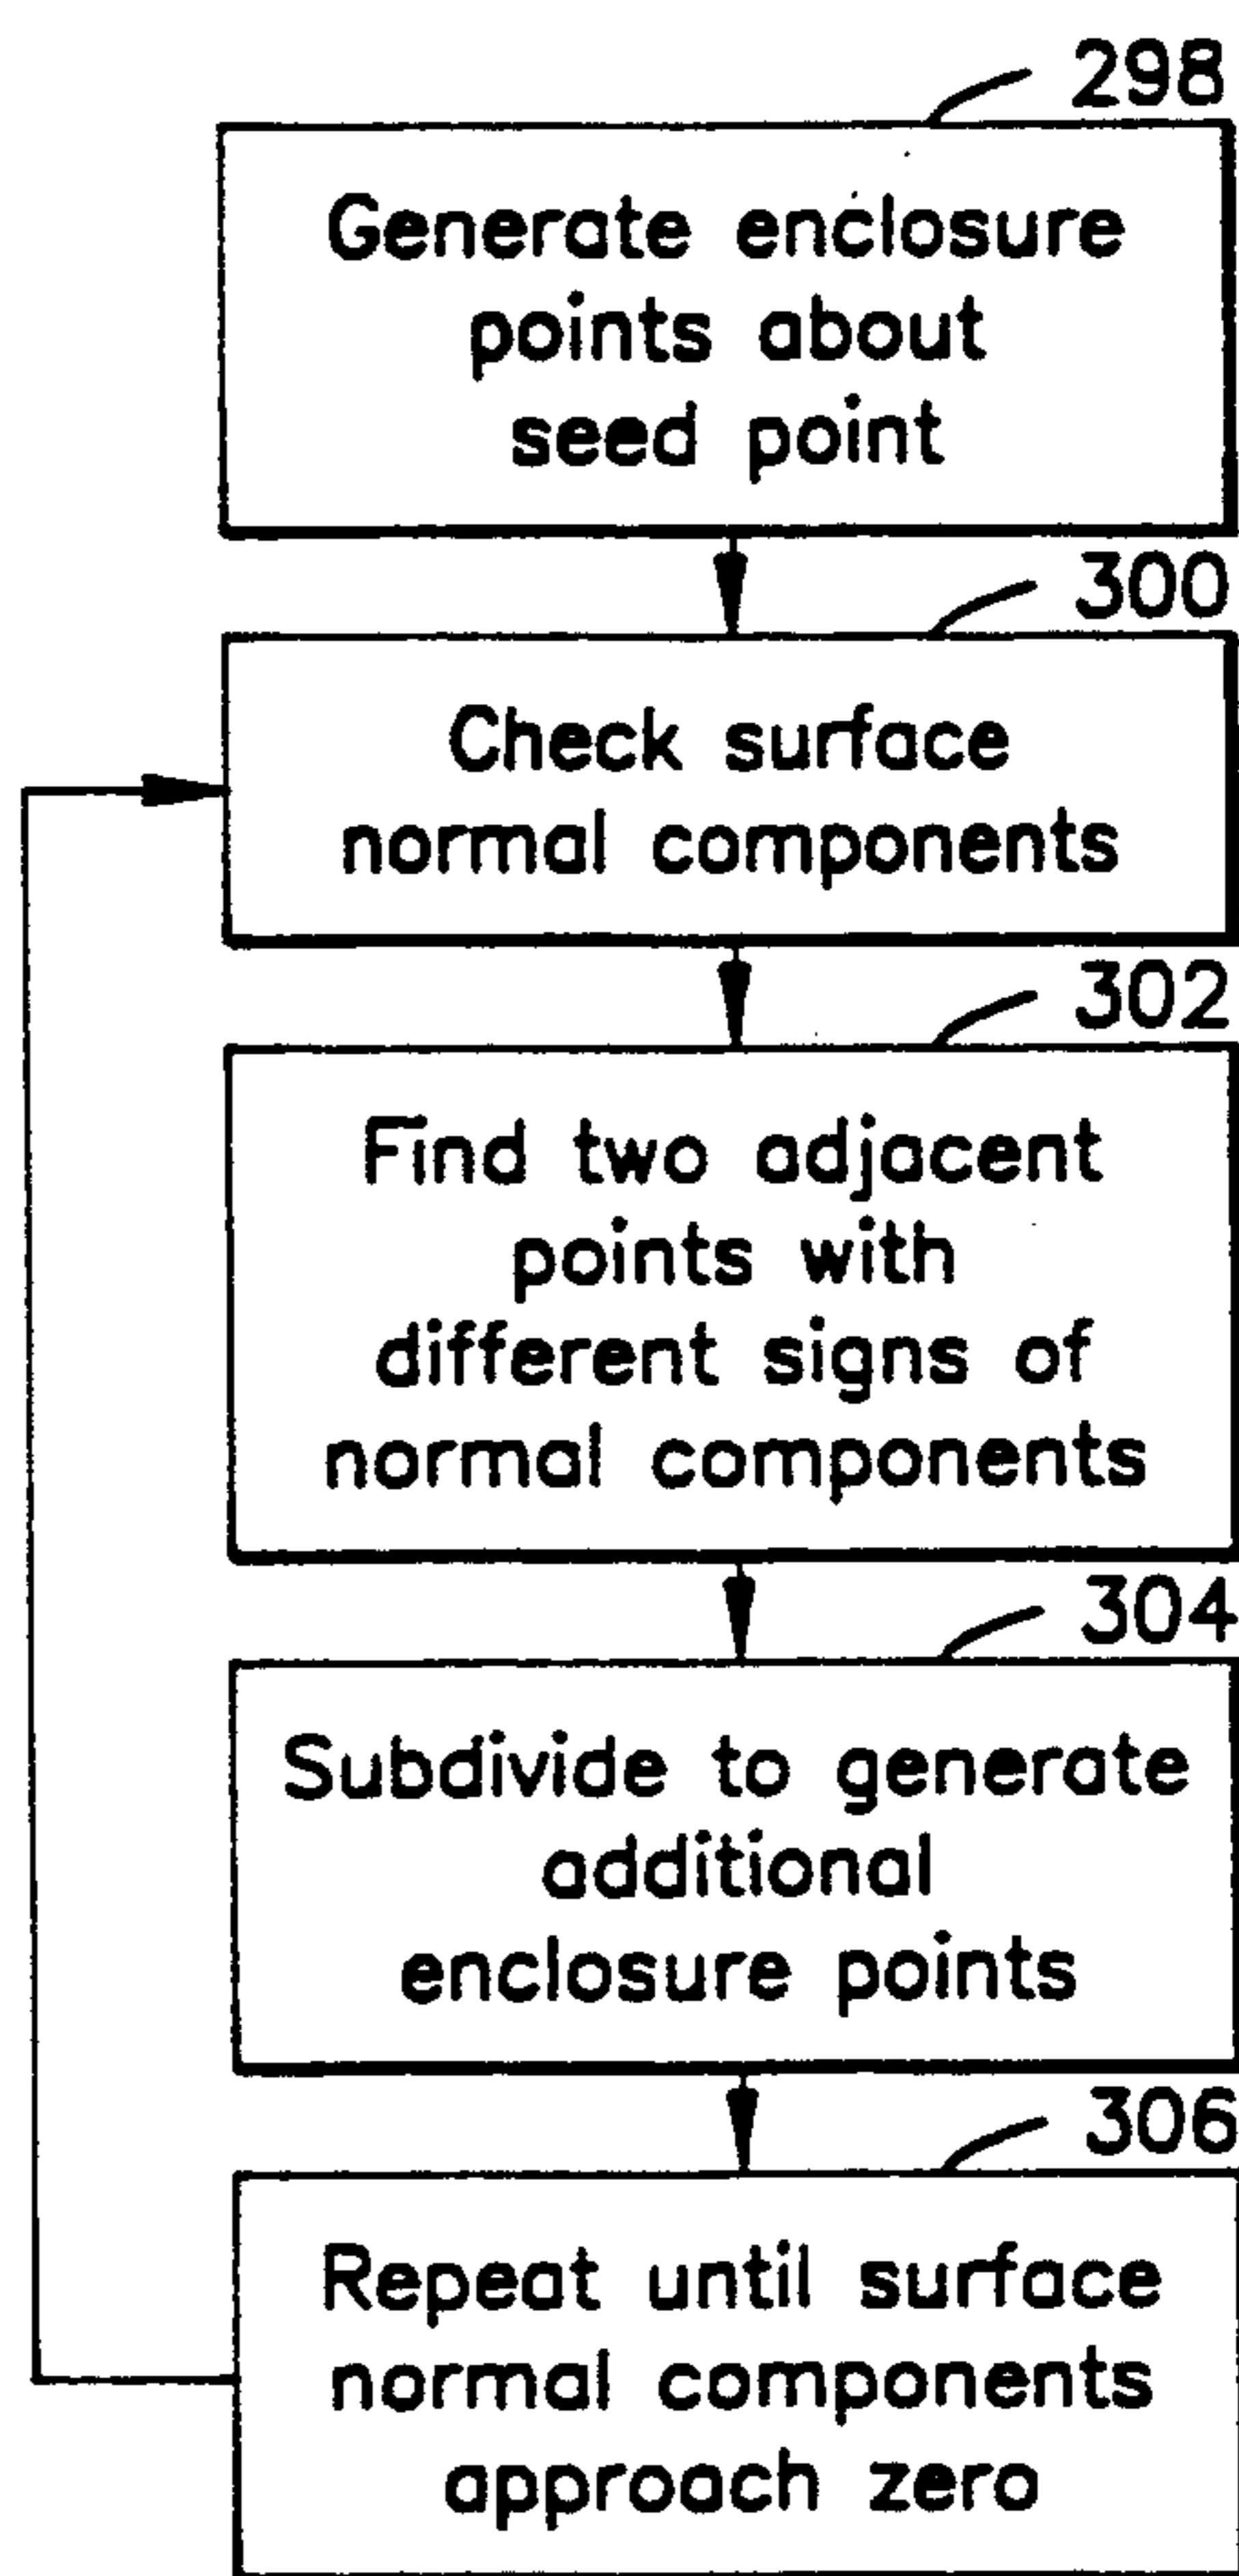 298
Generate enclosure
points about
seed point
300
Check surface
normal components
302
Find two adjacent
points with
different signs of
normal components
304
Subdivide to generate
additional
enclosure points
306
Repeat until surface
normal components
approach zero